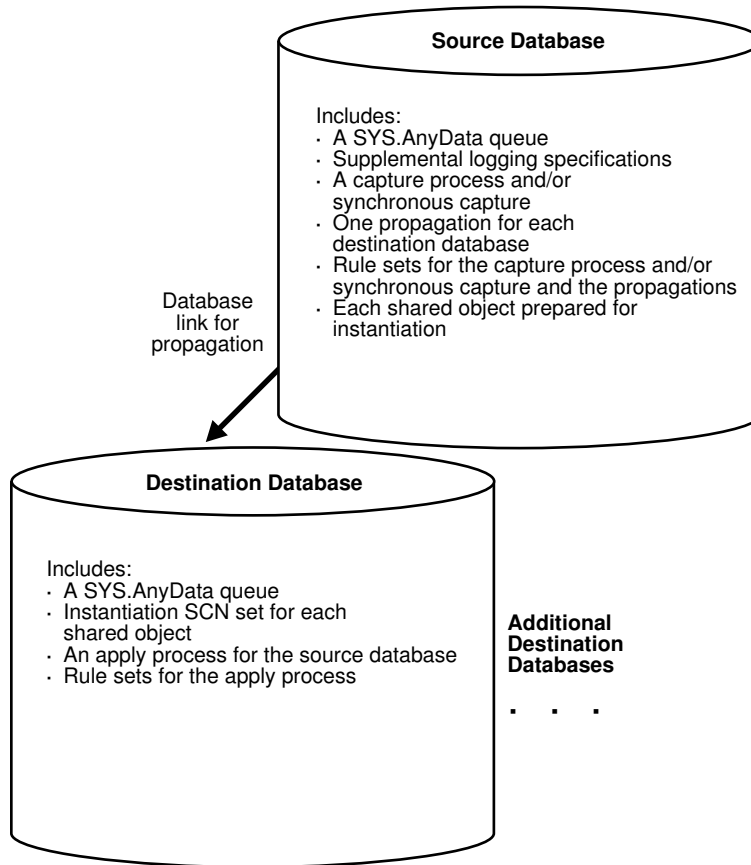 Source Database
Includes:
· A SYS.AnyData queue
· Supplemental logging specifications
· A capture process and/or
synchronous capture
· One propagation for each
destination database
· Rule sets for the capture process and/or
synchronous capture and the propagations
· Each shared object prepared for
instantiation
Database
link for
propagation
Destination Database
Includes:
· A SYS.AnyData queue
· Instantiation SCN set for each
shared object
· An apply process for the source database
· Rule sets for the apply process
Additional
Destination
Databases
. . .